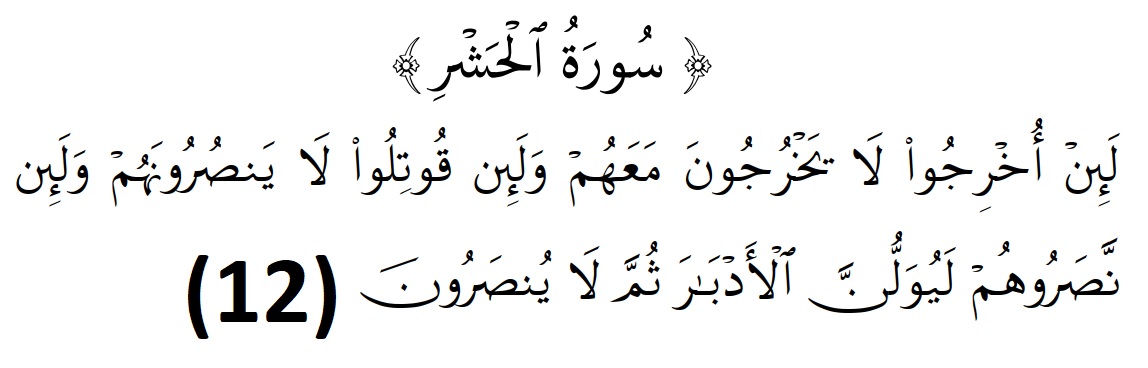 ﴿ سُورَةُ ٱلْحَشْرِ ﴾
لَئِنْ أُخْرِجُوا۟ لَا يَخْرُجُونَ مَعَهُمْ وَلَئِن قُوتِلُوا۟ لَا يَنصُرُونَهُمْ وَلَئِن
نَّصَرُوهُمْ لَيُوَلُّنَّ ٱلْأَدْبَـٰرَ ثُمَّ لَا يُنصَرُونَ (12)